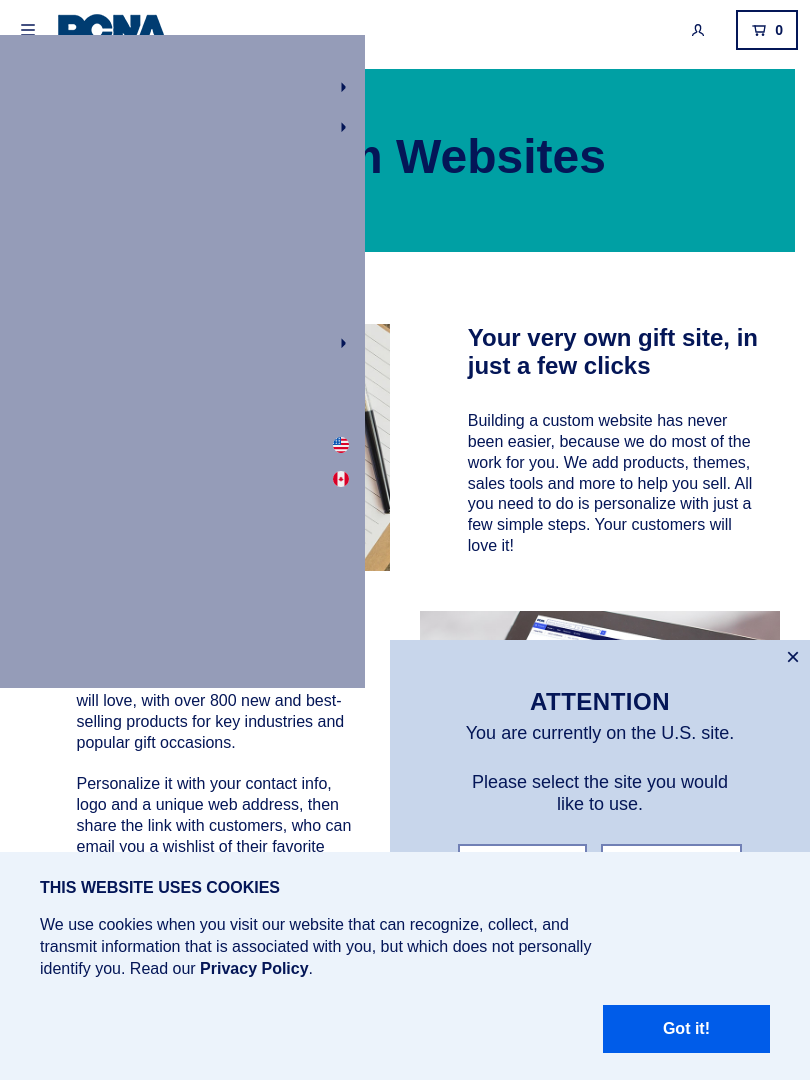 PCNA
0
Websites
Your very own gift site, in
just a few clicks
Building a custom website has never
been easier, because we do most of the
work for you. We add products, themes,
sales tools and more to help you sell. All
you need to do is personalize with just a
few simple steps. Your customers will
love it!
will love, with over 800 new and best-
selling products for key industries and
popular gift occasions.
Personalize it with your contact info,
logo and a unique web address, then
share the link with customers, who can
email you a wishlist of their favorite
×
ATTENTION
You are currently on the U.S. site.
Please select the site you would
like to use.
THIS WEBSITE USES COOKIES
We use cookies when you visit our website that can recognize, collect, and
transmit information that is associated with you, but which does not personally
identify you. Read our Privacy Policy.
Got it!